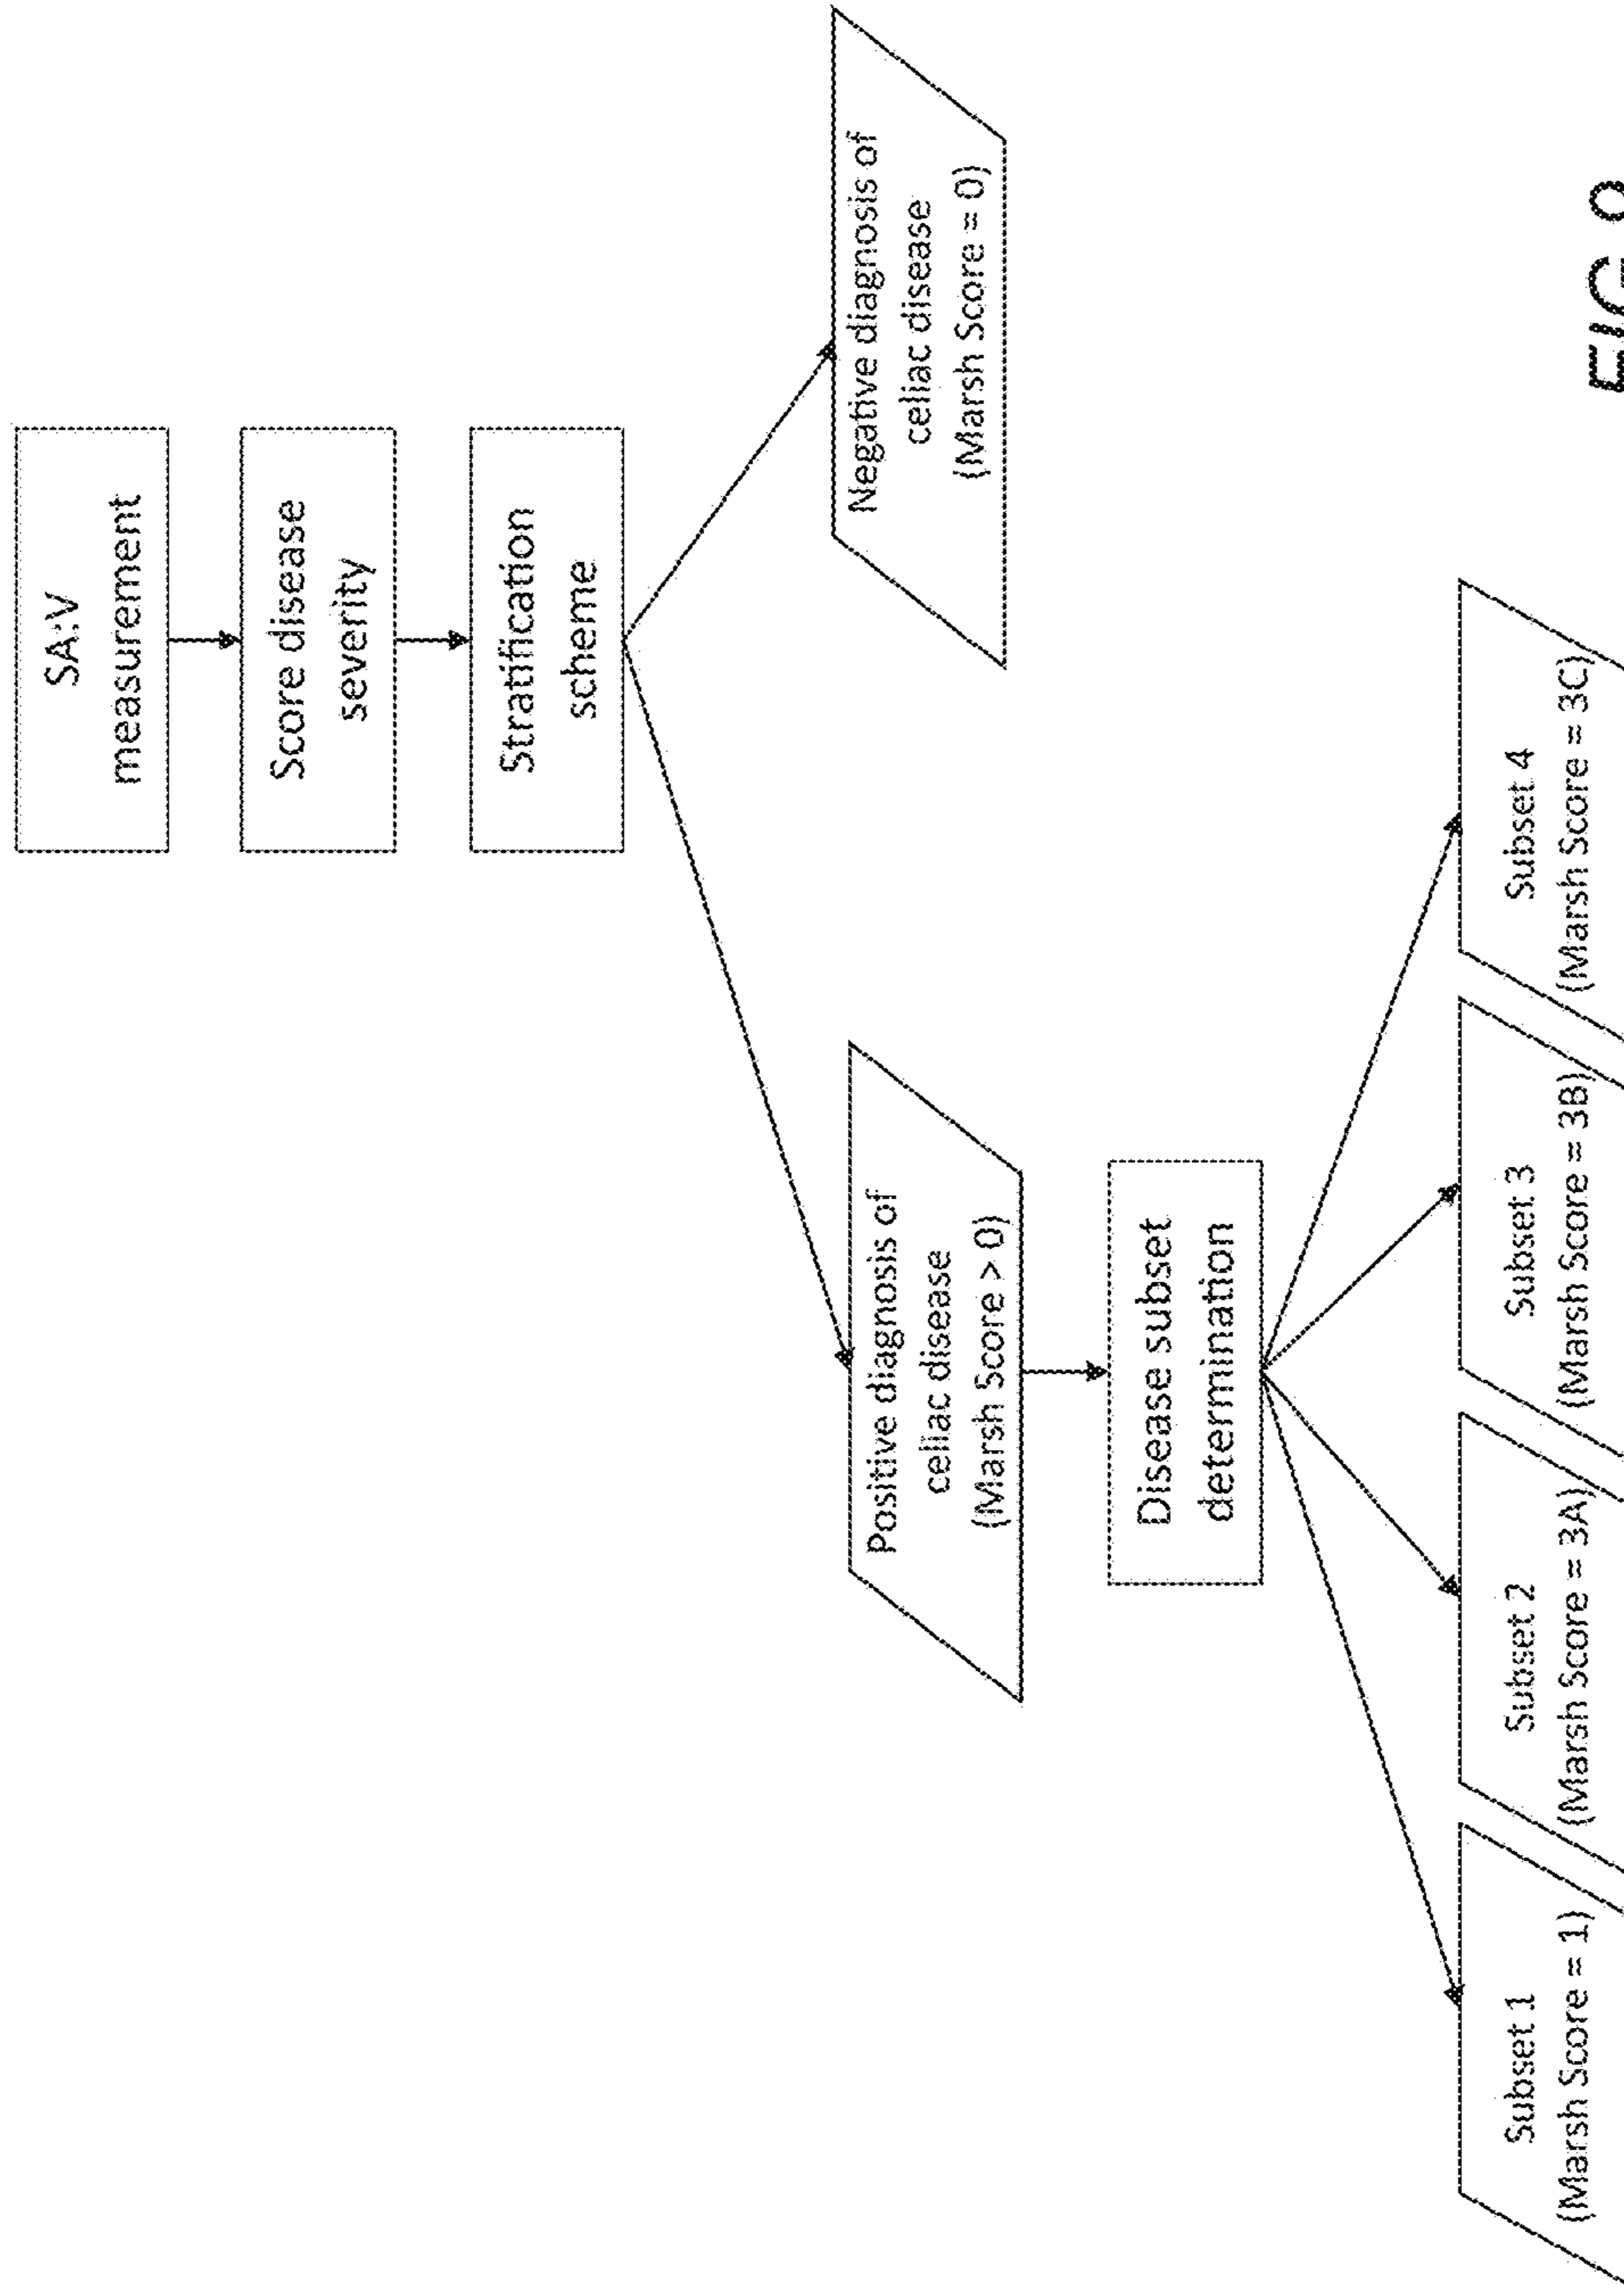 SA:V
measurement
Score disease
severity
Stratification
scheme
Positive diagnosis of
celiac disease
(Marsh Score > 0)
Negative diagnosis of
celiac disease
(Marsh Score = 0)
Disease subset
determination
Subset 1
(Marsh Score = 1)
Subset 2
(Marsh Score = 3A)
Subset 3
(Marsh Score = 3B)
Subset 4
(Marsh Score = 3C)
FIG